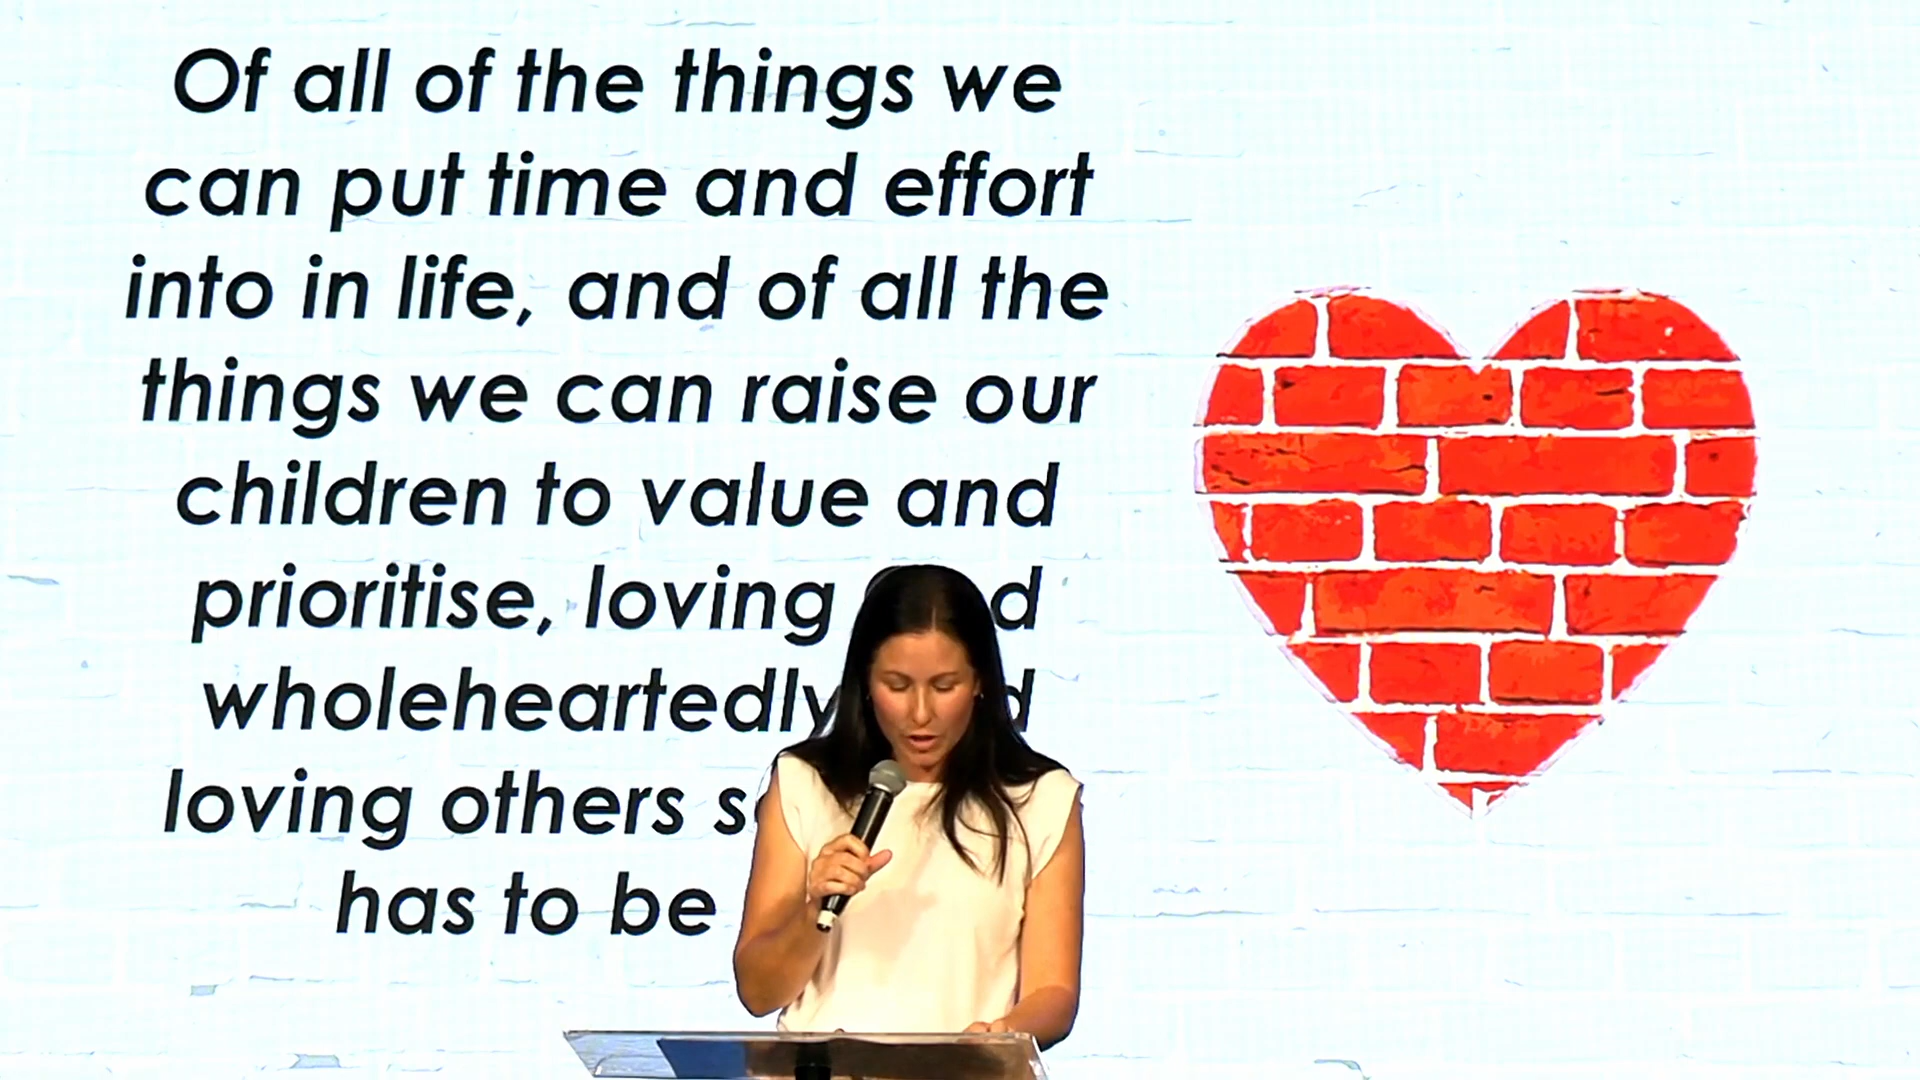 Of all of the things we
can put time and effort
into in life, and of all the
things we can raise our
children to value and
prioritise, loving
wholeheartedly
loving others
has to be